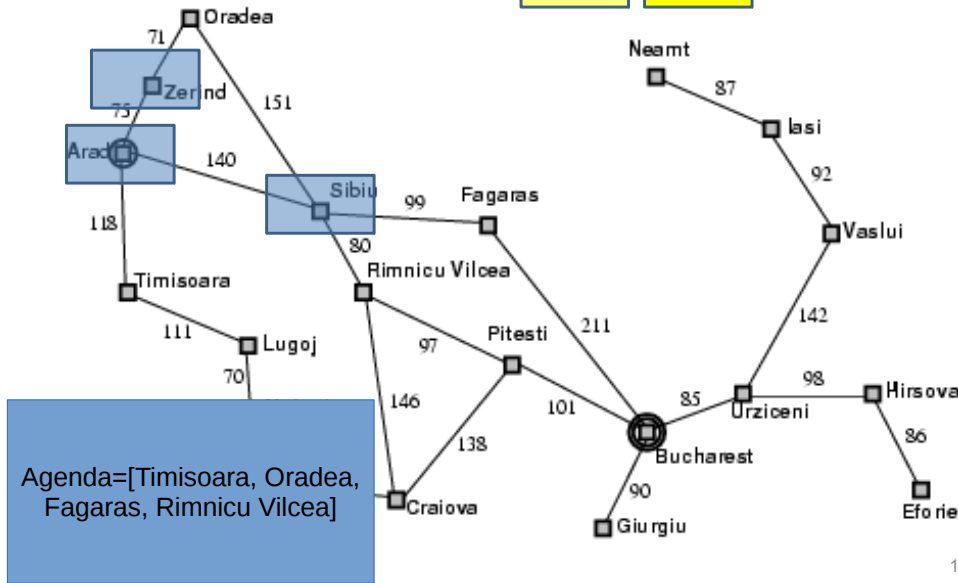 Oradea
71
Neamt
Zerind
87
75
151
Iasi
Arad
140
92
Sibiu
99
Fagaras
118
80
Vaslui
Timisoara
Rimnicu Vilcea
111
211
142
Lugoj
97
Pitesti
70
146
101
85
98
Hirsova
Urziceni
138
86
Bucharest
Agenda=[Timisoara, Oradea,
Fagaras, Rimnicu Vilcea]
90
Craiova
Eforie
Giurgiu
1